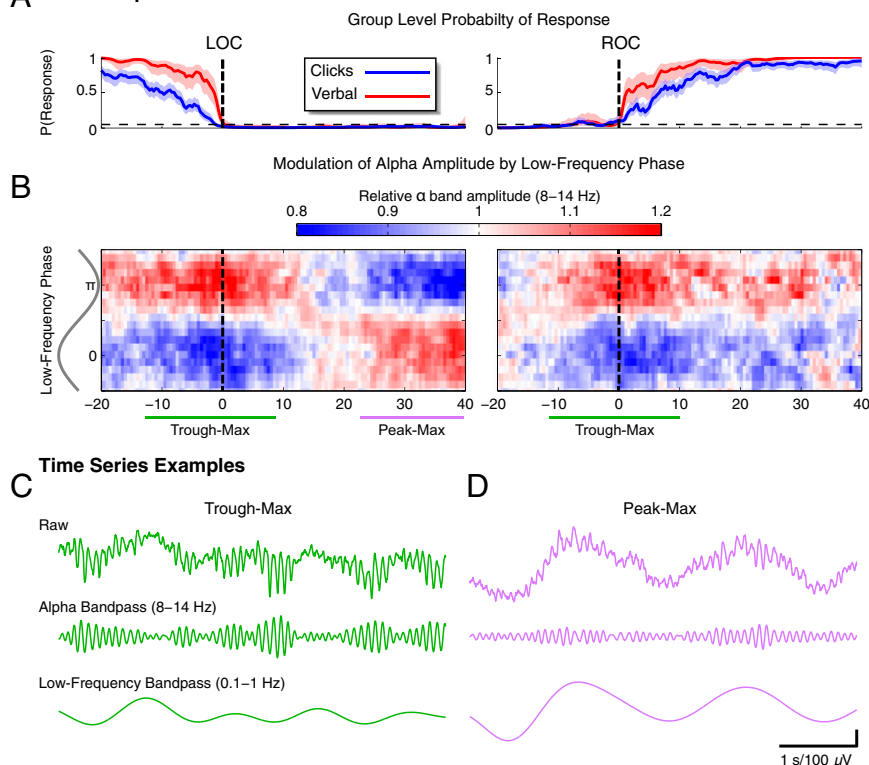 Group Level Probabilty of Response
LOC
ROC
P(Response)
1
0.5
0
Clicks
Verbal
1
.5
0
Modulation of Alpha Amplitude by Low-Frequency Phase
B
Relative α band amplitude (8–14 Hz)
0.8 0.9 1 1.1 1.2
Low-Frequency Phase
π
0
−20 −10 0 10 20 30 40
−20 −10 0 10 20 30 40
Trough-Max
Peak-Max
Trough-Max
Time Series Examples
C
D
Trough-Max
Peak-Max
Raw
Alpha Bandpass (8–14 Hz)
Low-Frequency Bandpass (0.1–1 Hz)
1 s/100 μV